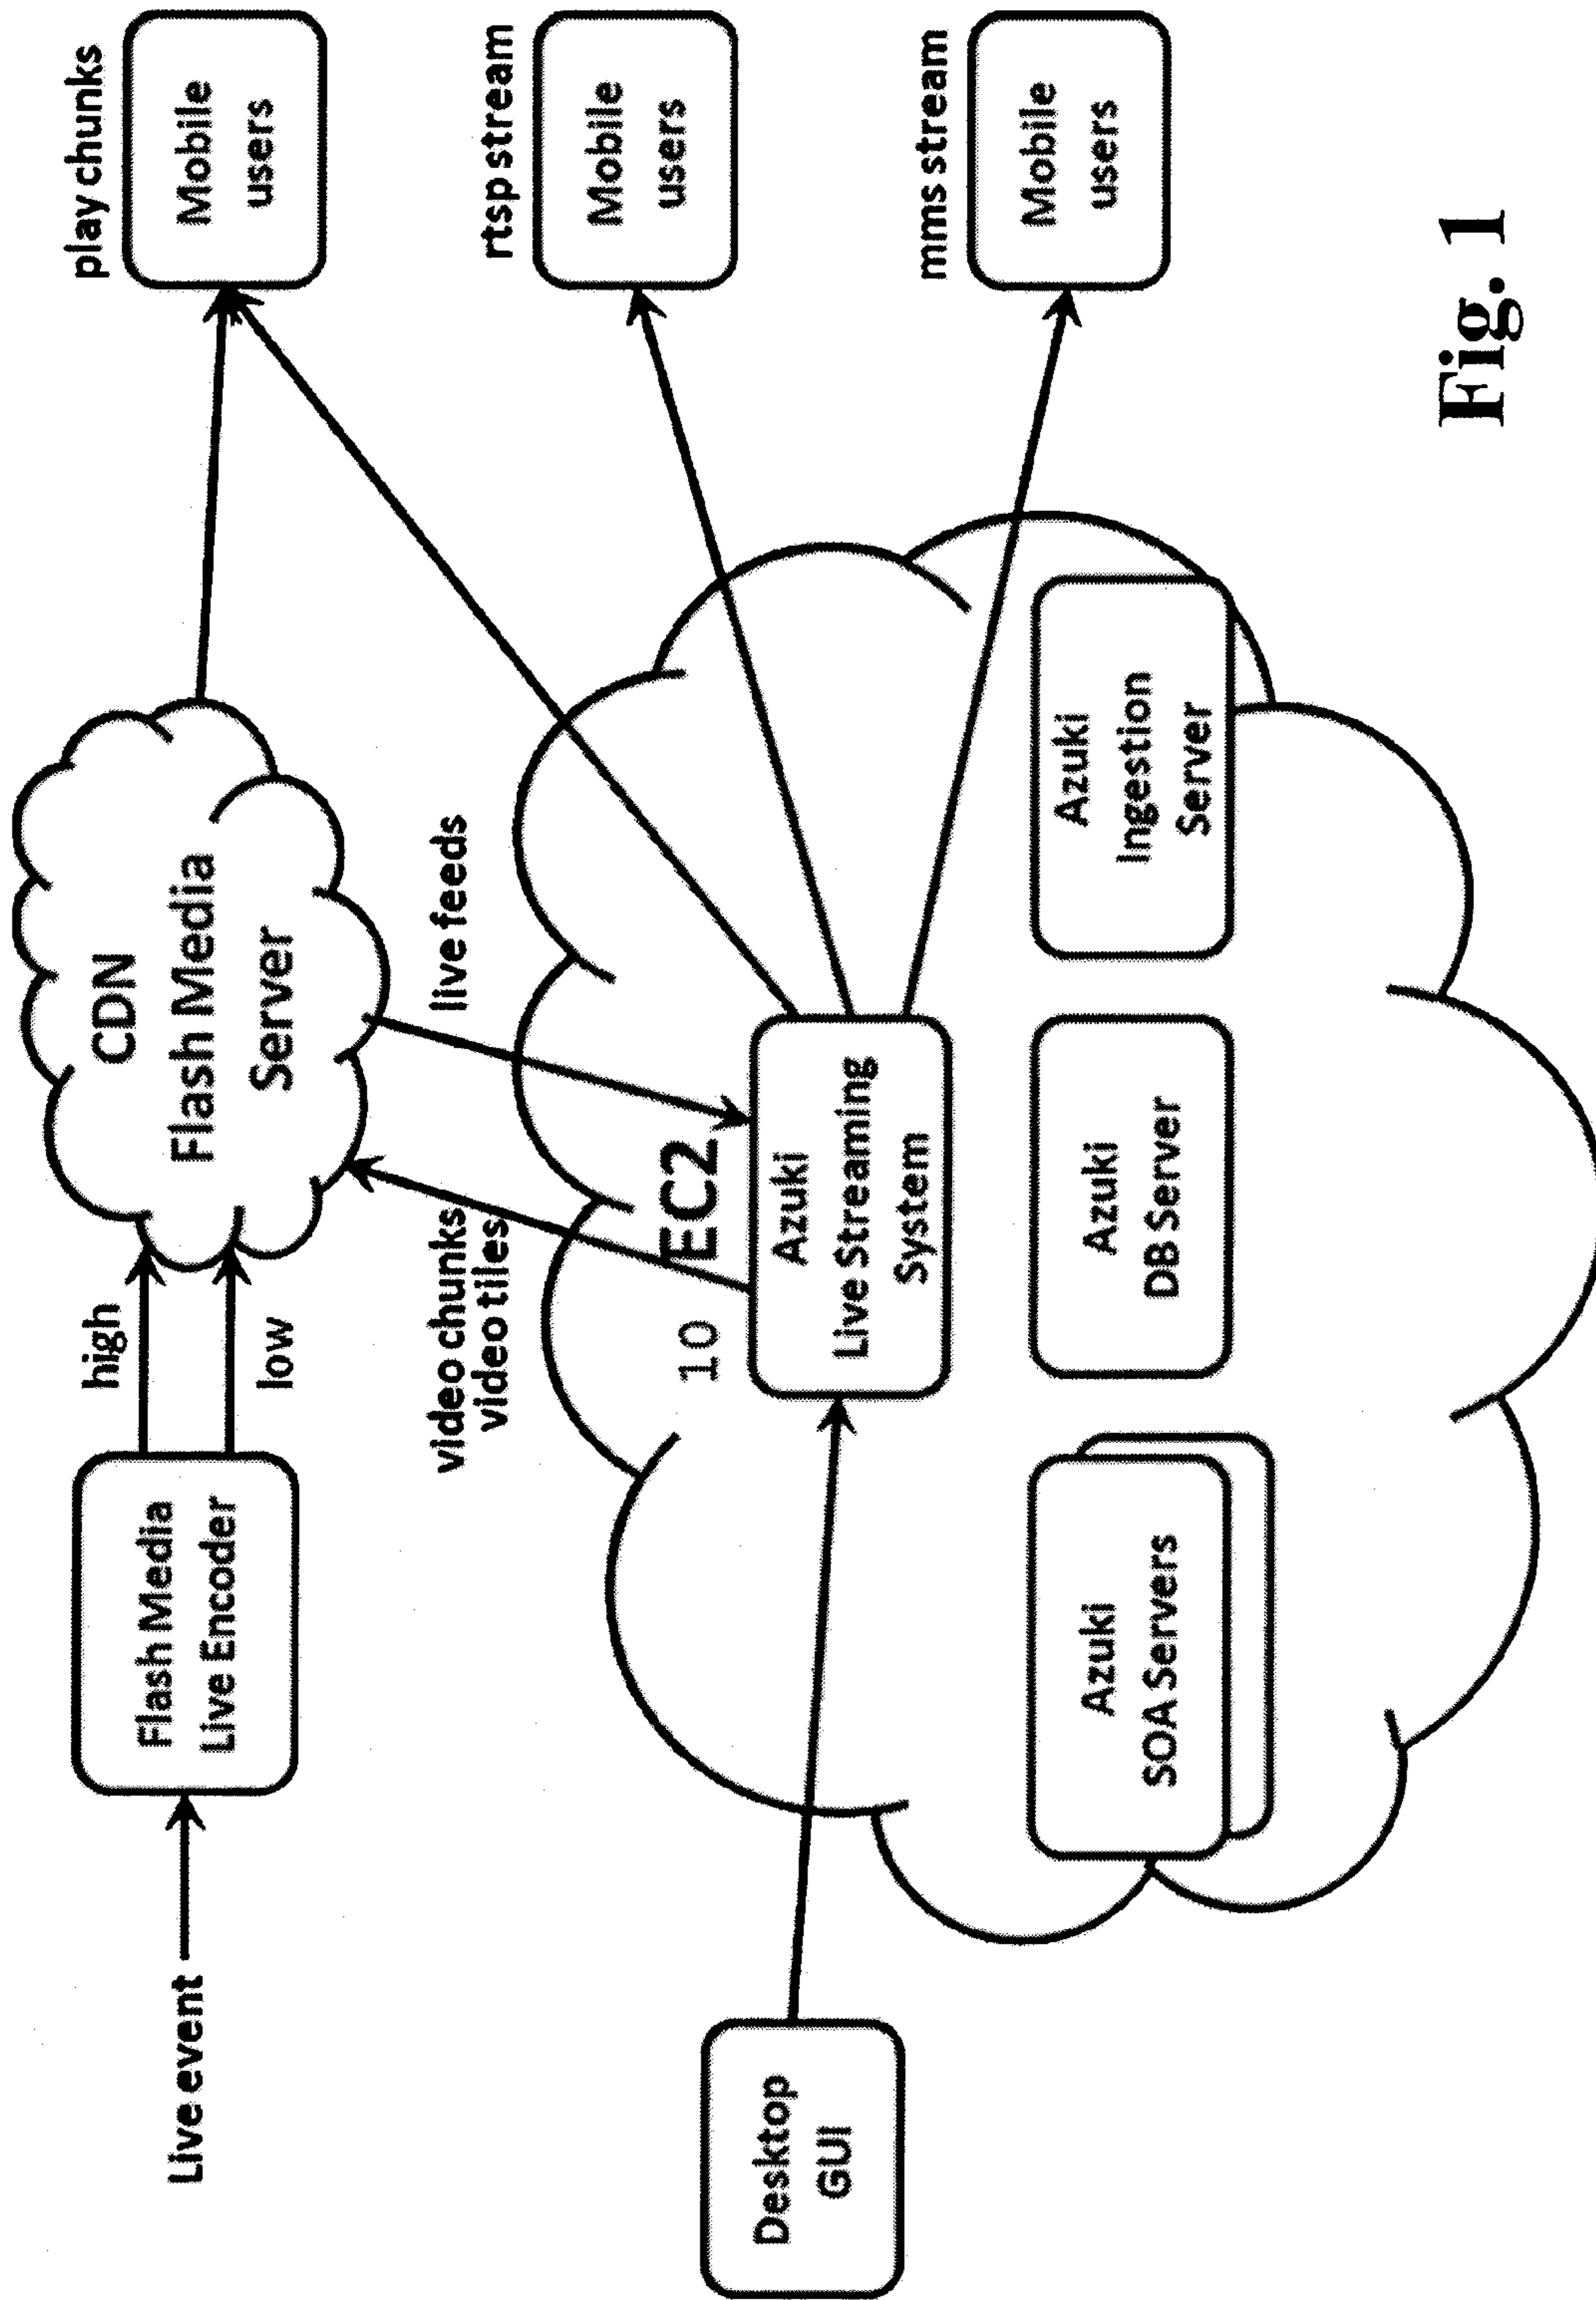 Live event
Flash Media
Live Encoder
high
low
CDN
Flash Media
Server
play chunks
Mobile
users
video chunks
video tiles
live feeds
rtsp stream
Mobile
users
Desktop
GUI
10
EC2
Azuki
Live Streaming
System
mms stream
Mobile
users
Azuki
SOA Servers
Azuki
DB Server
Azuki
Ingestion
Server
Fig. 1